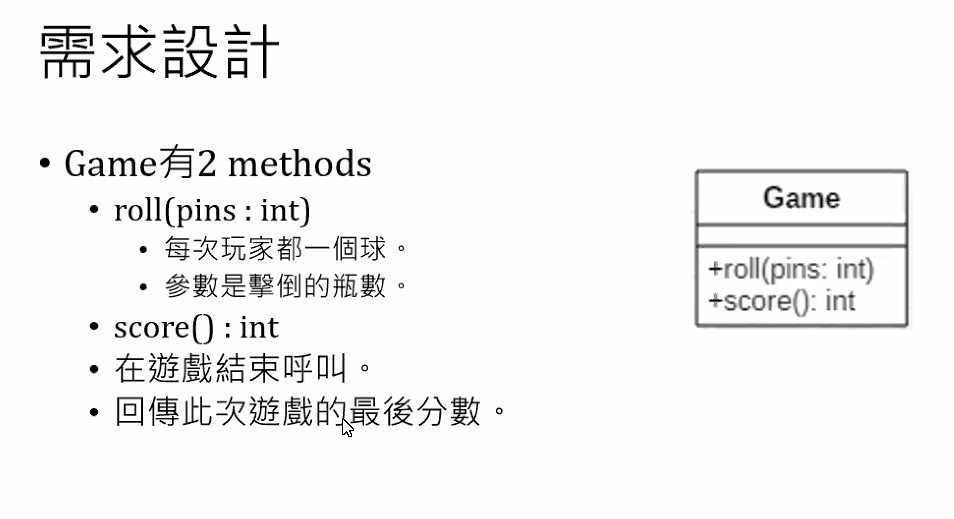 需求設計
• Game有2 methods
• roll(pins : int)
• 每次玩家都一個球。
• 參數是擊倒的瓶數。
• score() : int
• 在遊戲結束呼叫。
• 回傳此次遊戲的最後分數。
Game
+roll(pins: int)
+score(): int